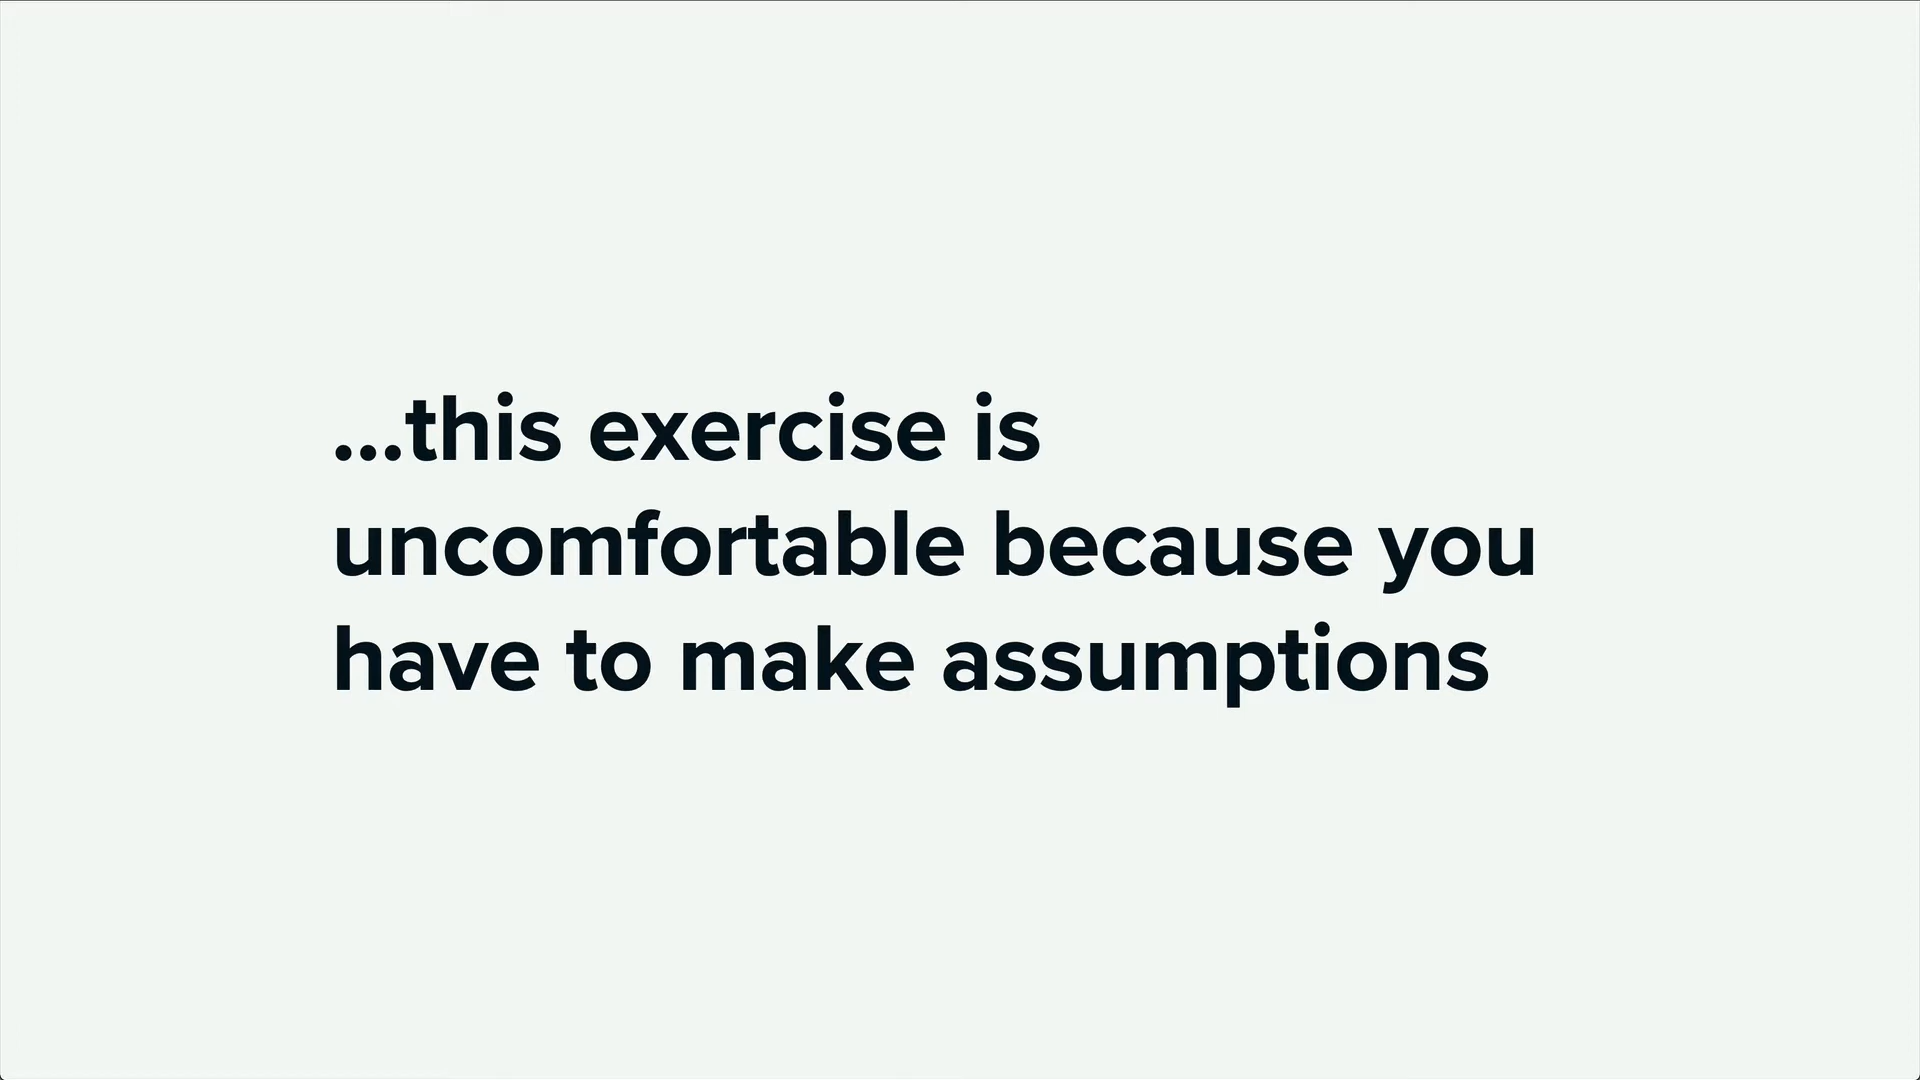 ...this exercise is
uncomfortable because you
have to make assumptions